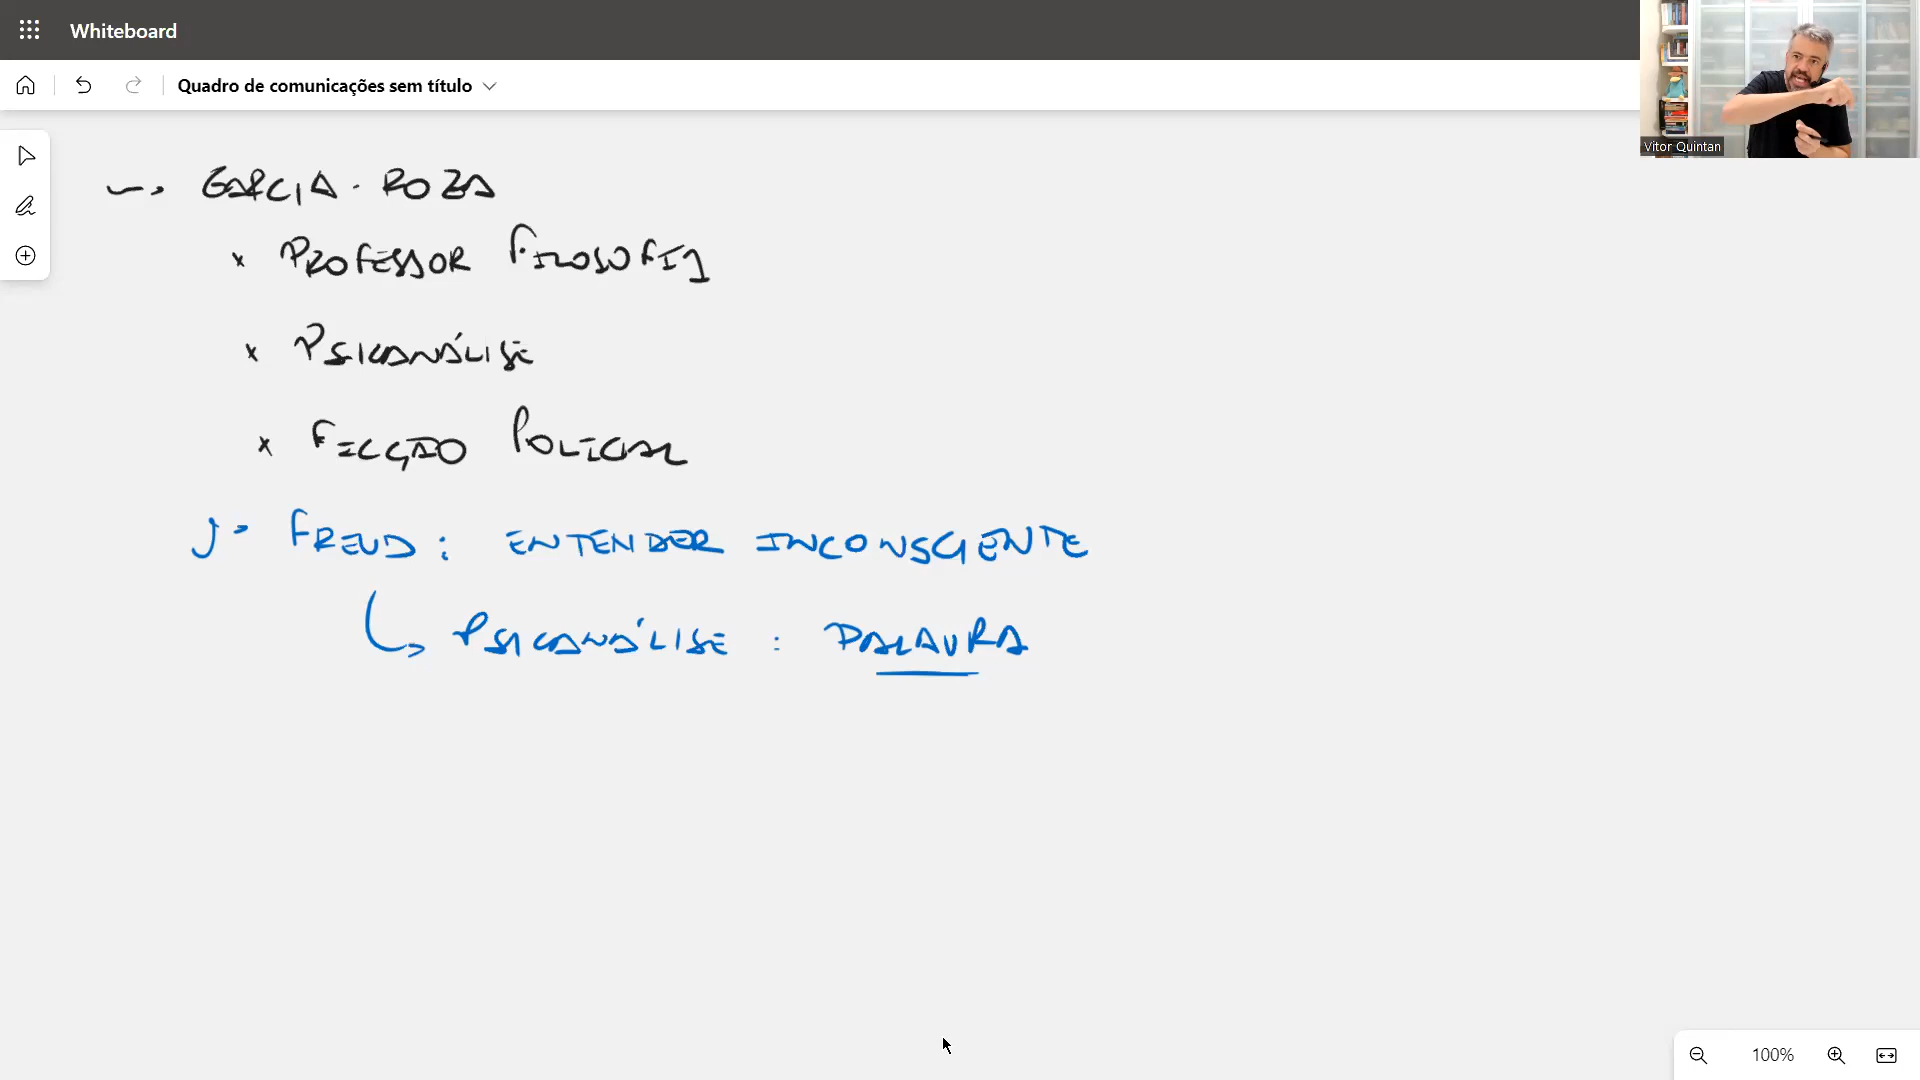 Whiteboard
Quadro de comunicações sem título
Vitor Quintan
→ GARCIA-ROZA
x PROFESSOR FILOSOFIA
x PSICANÁLISE
x FICÇÃO POLICIAL
FREUD: ENTENDER INCONSCIENTE
↳ PSICANÁLISE : PALAVRA
100%